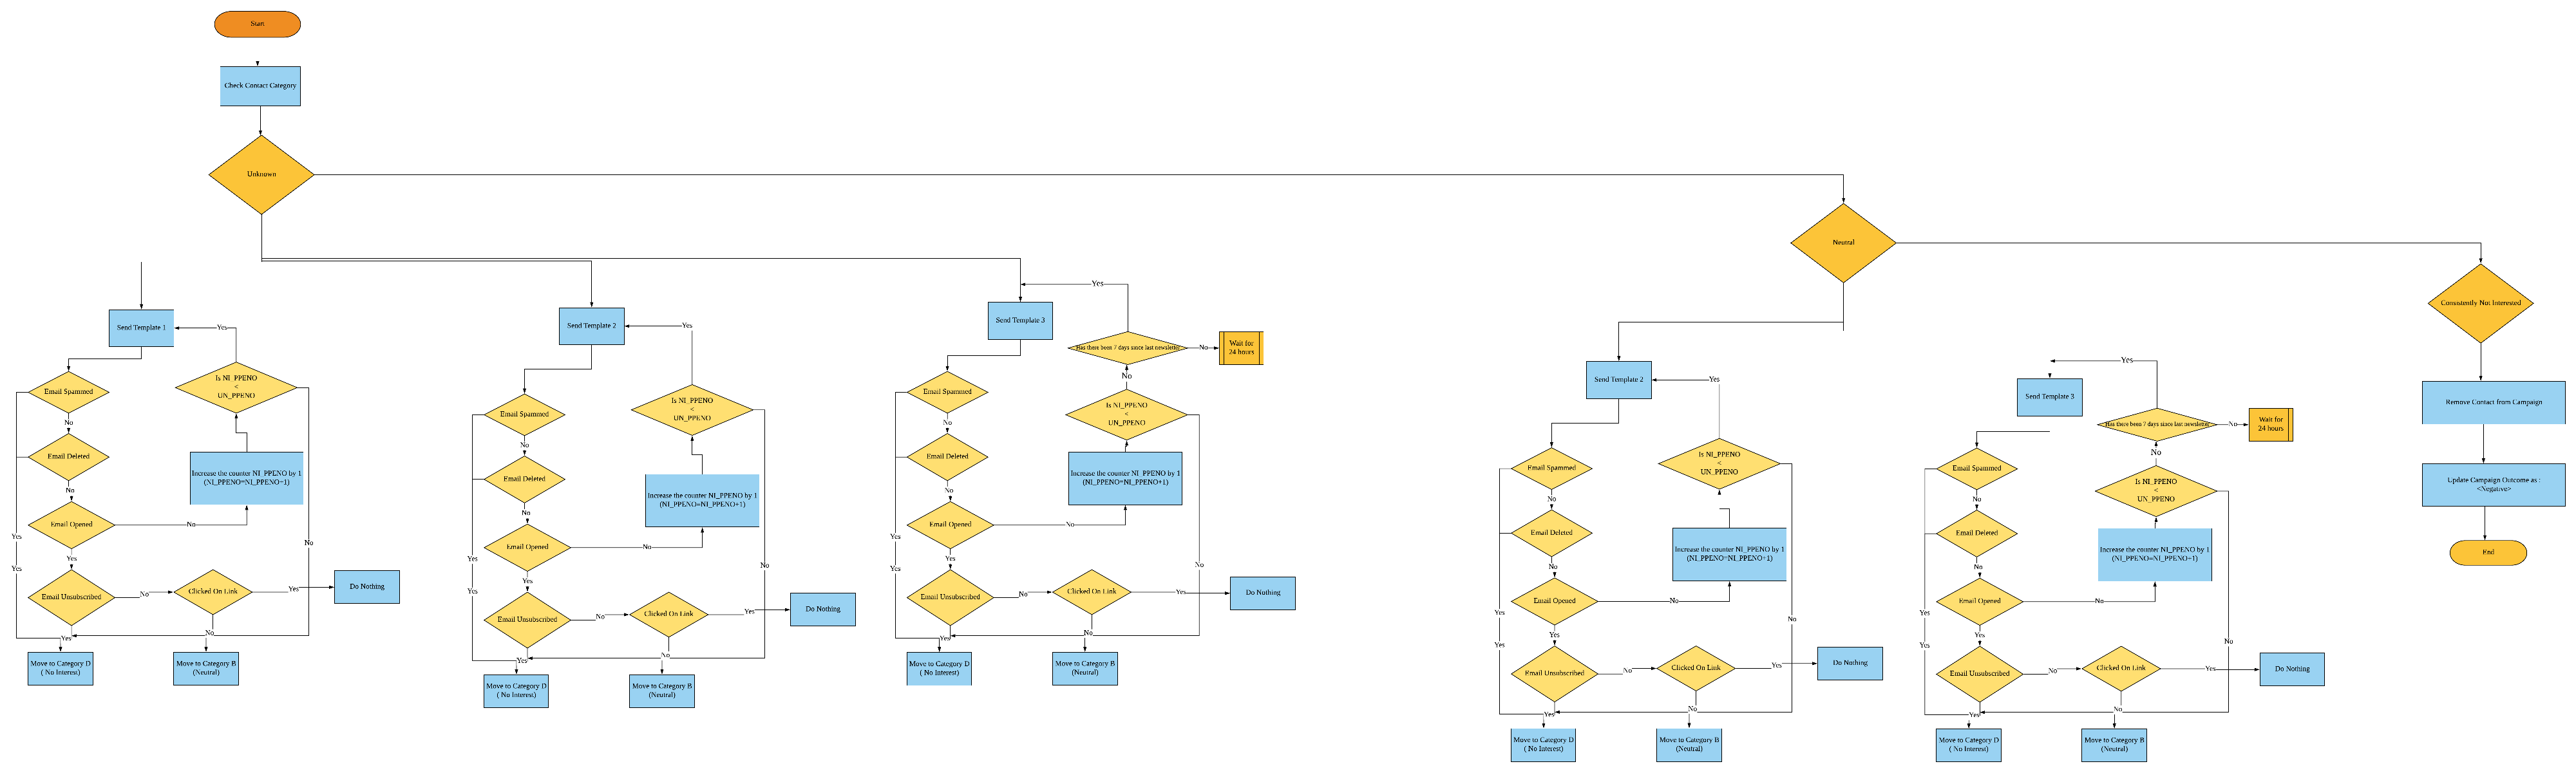 Start
Check Contact Category
Unknown
Neutral
Consistently Not Interested
Remove Contact from Campaign
Update Campaign Outcome as :
<Negative>
End
Send Template 1
Yes
Email Spammed
Is NI_PPENO
<
UN_PPENO
No
Email Deleted
Increase the counter NI_PPENO by 1
(NI_PPENO=NI_PPENO+1)
No
Email Opened
No
Yes
No
Yes
Yes
Email Unsubscribed
No
Clicked On Link
Yes
Do Nothing
Yes
No
Move to Category D
( No Interest)
Move to Category B
(Neutral)
Send Template 2
Yes
Email Spammed
Is NI_PPENO
<
UN_PPENO
No
Email Deleted
Increase the counter NI_PPENO by 1
(NI_PPENO=NI_PPENO+1)
No
Email Opened
No
Yes
No
Yes
Yes
Email Unsubscribed
No
Clicked On Link
Yes
Do Nothing
Yes
No
Move to Category D
( No Interest)
Move to Category B
(Neutral)
Yes
Send Template 3
Has there been 7 days since last newsletter
No
Wait for
24 hours
No
Email Spammed
Is NI_PPENO
<
UN_PPENO
No
Email Deleted
Increase the counter NI_PPENO by 1
(NI_PPENO=NI_PPENO+1)
No
Email Opened
No
Yes
Yes
No
Yes
Email Unsubscribed
No
Clicked On Link
Yes
Do Nothing
Yes
No
Move to Category D
( No Interest)
Move to Category B
(Neutral)
Send Template 2
Yes
Email Spammed
Is NI_PPENO
<
UN_PPENO
No
Email Deleted
Increase the counter NI_PPENO by 1
(NI_PPENO=NI_PPENO+1)
No
Email Opened
No
Yes
No
Yes
Yes
Email Unsubscribed
No
Clicked On Link
Yes
Do Nothing
Yes
No
Move to Category D
( No Interest)
Move to Category B
(Neutral)
Yes
Send Template 3
Has there been 7 days since last newsletter
No
Wait for
24 hours
No
Email Spammed
Is NI_PPENO
<
UN_PPENO
No
Email Deleted
Increase the counter NI_PPENO by 1
(NI_PPENO=NI_PPENO+1)
No
Email Opened
No
Yes
Yes
No
Yes
Email Unsubscribed
No
Clicked On Link
Yes
Do Nothing
Yes
No
Move to Category D
( No Interest)
Move to Category B
(Neutral)